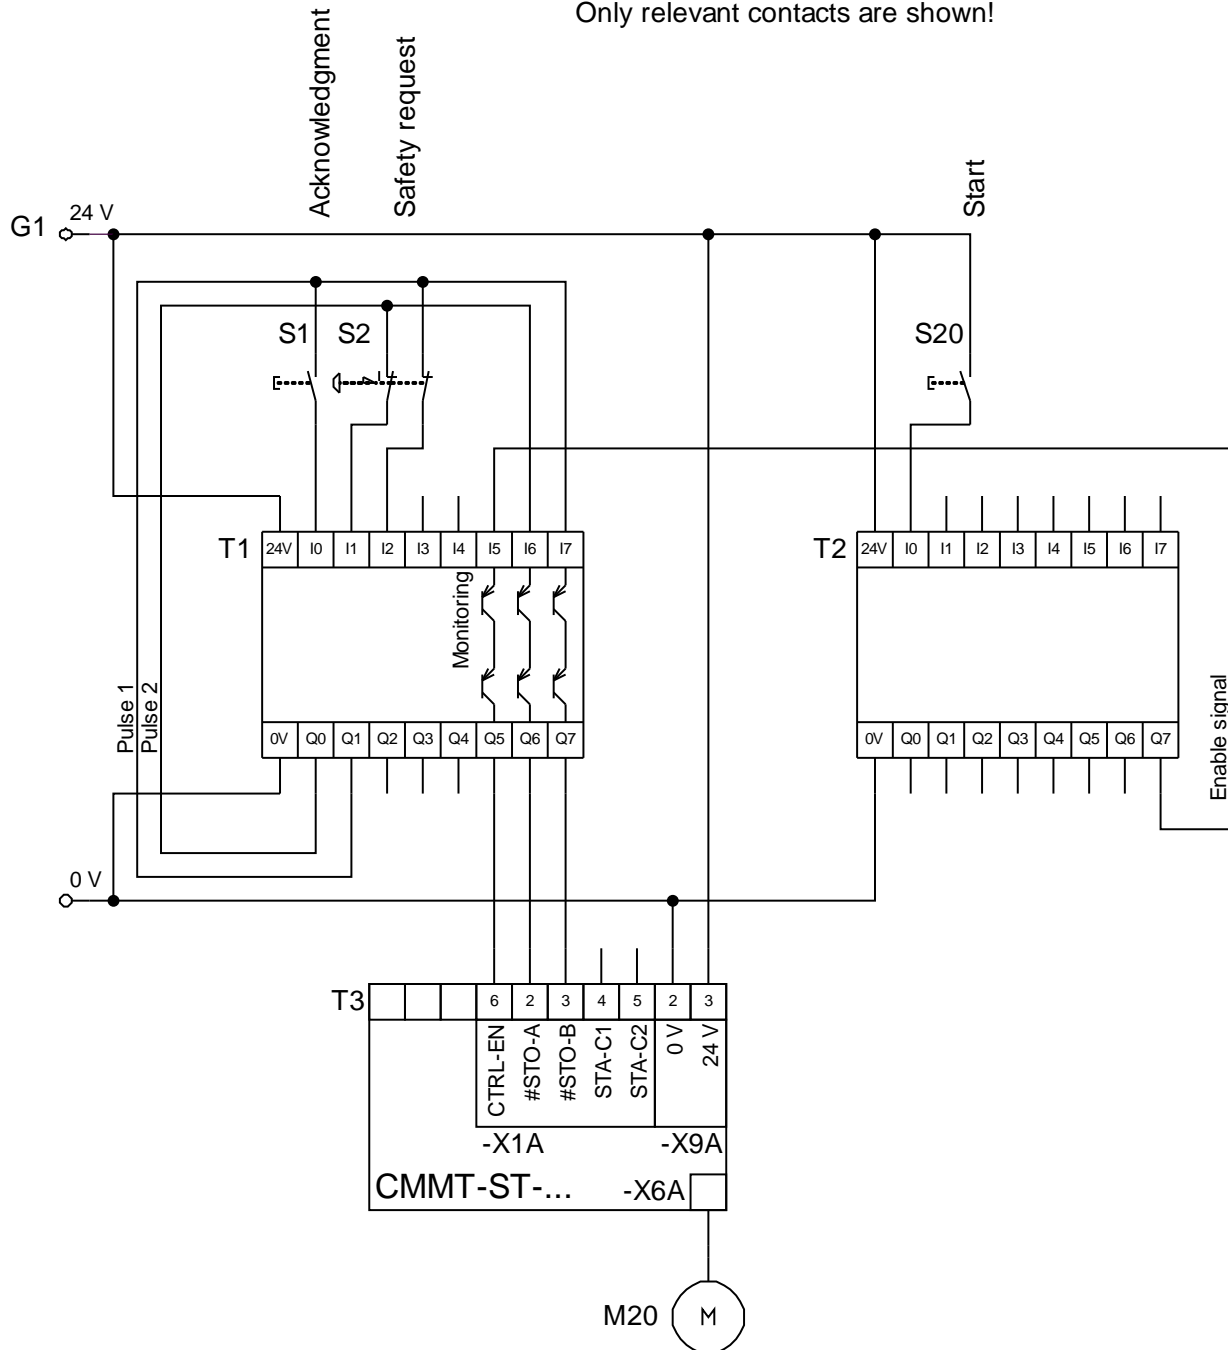 Only relevant contacts are shown!
Acknowledgment
Safety request
Start
G1
24 V
S1
S2
S20
T1
24V I0 I1 I2 I3 I4 I5 I6 I7
T2
24V I0 I1 I2 I3 I4 I5 I6 I7
Monitoring
Pulse 1
Pulse 2
Enable signal
0V Q0 Q1 Q2 Q3 Q4 Q5 Q6 Q7
0V Q0 Q1 Q2 Q3 Q4 Q5 Q6 Q7
0 V
T3
6 2 3 4 5 2 3
CTRL-EN
#STO-A
#STO-B
STA-C1
STA-C2
0 V
24 V
-X1A
-X9A
CMMT-ST-...
-X6A
M20
M